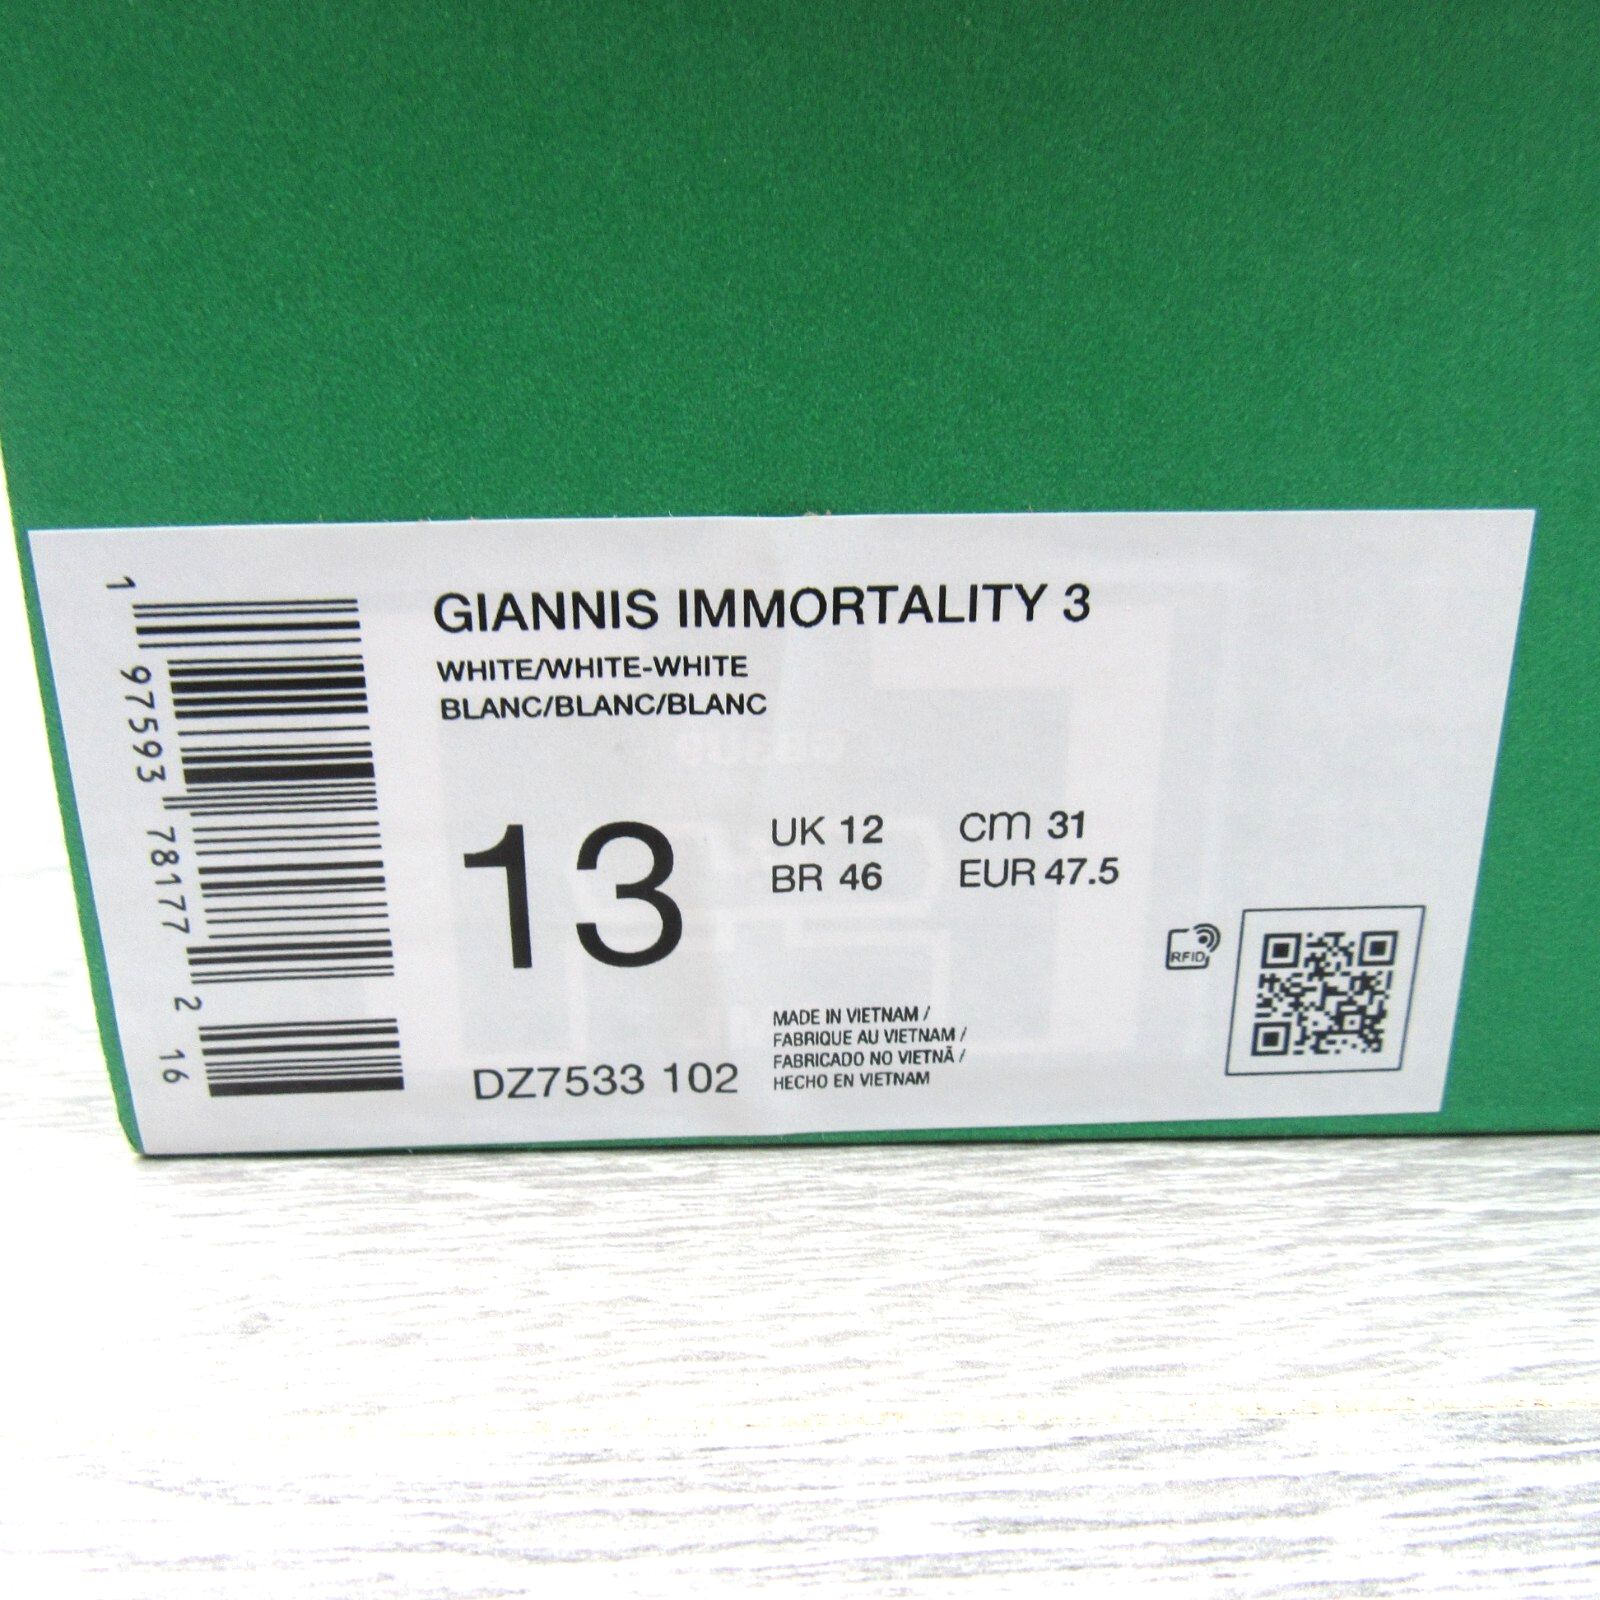 GIANNIS IMMORTALITY 3
WHITE/WHITE-WHITE
BLANC/BLANC/BLANC
13
UK 12 CM 31
BR 46 EUR 47.5
DZ7533 102
MADE IN VIETNAM /
FABRIQUE AU VIETNAM /
FABRICADO NO VIETNÃ /
HECHO EN VIETNAM
RFID
1 97593 78177 2 16